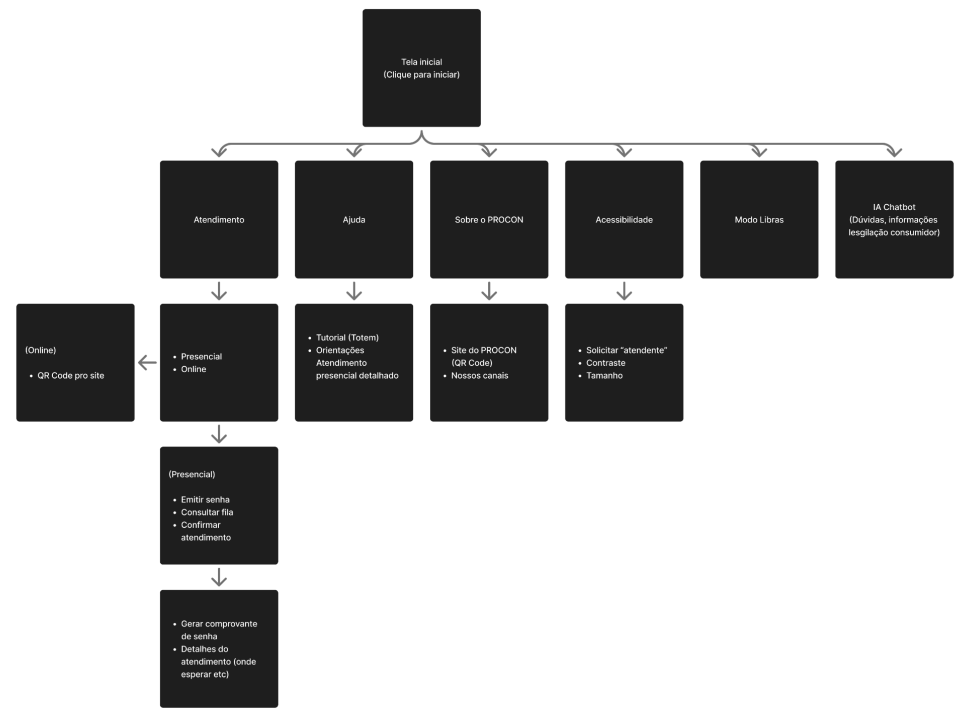 Tela inicial
(Clique para iniciar)
Atendimento
Ajuda
Sobre o PROCON
Acessibilidade
Modo Libras
IA Chatbot
(Dúvidas, informações
lesgilação consumidor)
(Online)
• QR Code pro site
• Presencial
• Online
• Tutorial (Totem)
• Orientações
Atendimento
presencial detalhado
• Site do PROCON
(QR Code)
• Nossos canais
• Solicitar “atendente”
• Contraste
• Tamanho
(Presencial)
• Emitir senha
• Consultar fila
• Confirmar
atendimento
• Gerar comprovante
de senha
• Detalhes do
atendimento (onde
esperar etc)